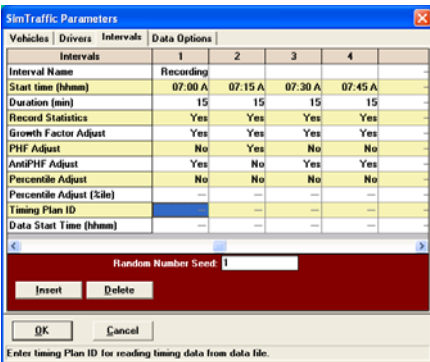 SimTraffic Parameters
Vehicles Drivers Intervals Data Options
Intervals 1 2 3 4
Interval Name Recording
Start time (hhmm) 07:00 A 07:15 A 07:30 A 07:45 A
Duration (min) 15 15 15 15
Record Statistics Yes Yes Yes Yes
Growth Factor Adjust Yes Yes Yes Yes
PHF Adjust No Yes No No
AntiPHF Adjust Yes No Yes Yes
Percentile Adjust No No No No
Percentile Adjust (%ile) — — — —
Timing Plan ID — — — —
Data Start Time (hhmm) — — — —
Random Number Seed: 1
Insert Delete
OK Cancel
Enter timing Plan ID for reading timing data from data file.